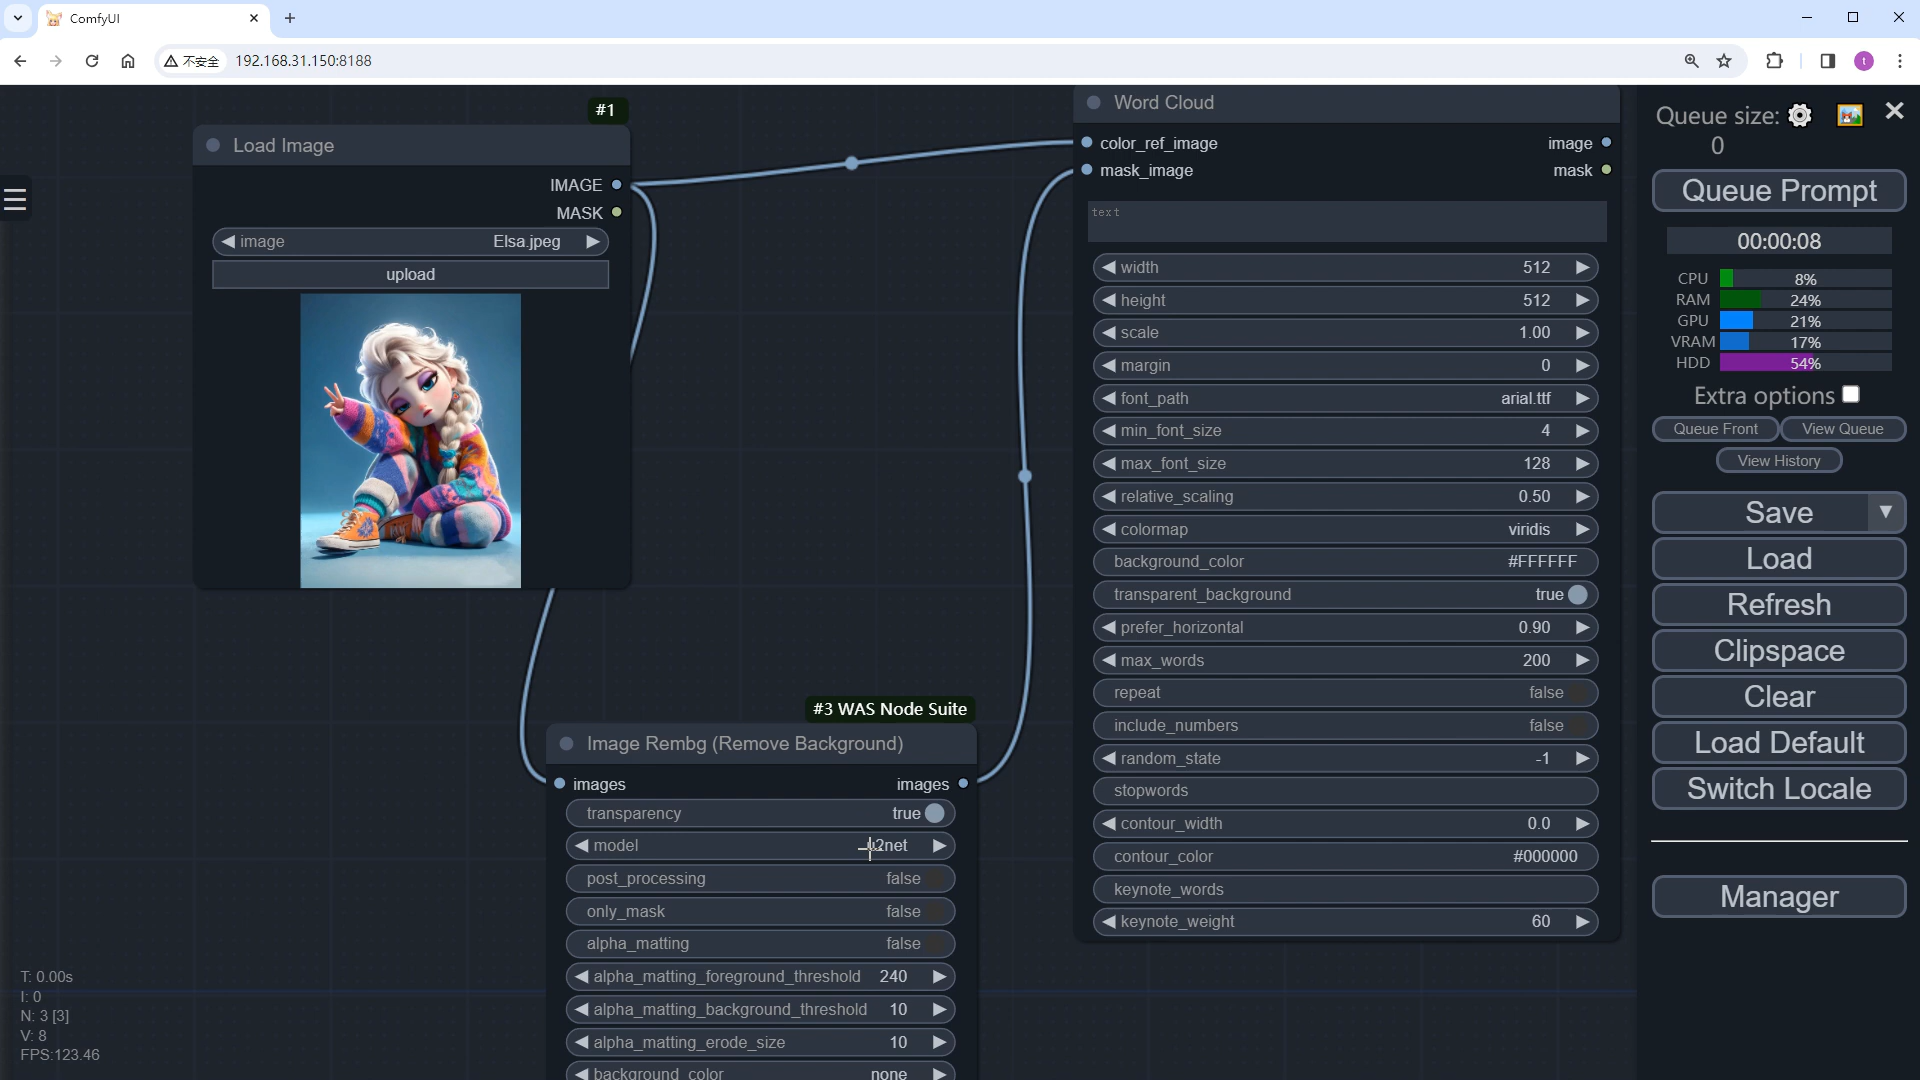 ComfyUI
不安全
192.168.31.150:8188
t
#1
Load Image
IMAGE
MASK
image Elsa.jpeg
upload
#3 WAS Node Suite
Image Rembg (Remove Background)
images images
transparency true
model u2net
post_processing false
only_mask false
alpha_matting false
alpha_matting_foreground_threshold 240
alpha_matting_background_threshold 10
alpha_matting_erode_size 10
background_color none
Word Cloud
color_ref_image image
mask_image mask
text
width 512
height 512
scale 1.00
margin 0
font_path arial.ttf
min_font_size 4
max_font_size 128
relative_scaling 0.50
colormap viridis
background_color #FFFFFF
transparent_background true
prefer_horizontal 0.90
max_words 200
repeat false
include_numbers false
random_state -1
stopwords
contour_width 0.0
contour_color #000000
keynote_words
keynote_weight 60
Queue size:
0
Queue Prompt
00:00:08
CPU 8%
RAM 24%
GPU 21%
VRAM 17%
HDD 54%
Extra options
Queue Front View Queue
View History
Save
Load
Refresh
Clipspace
Clear
Load Default
Switch Locale
Manager
T: 0.00s
I: 0
N: 3 [3]
V: 8
FPS:123.46